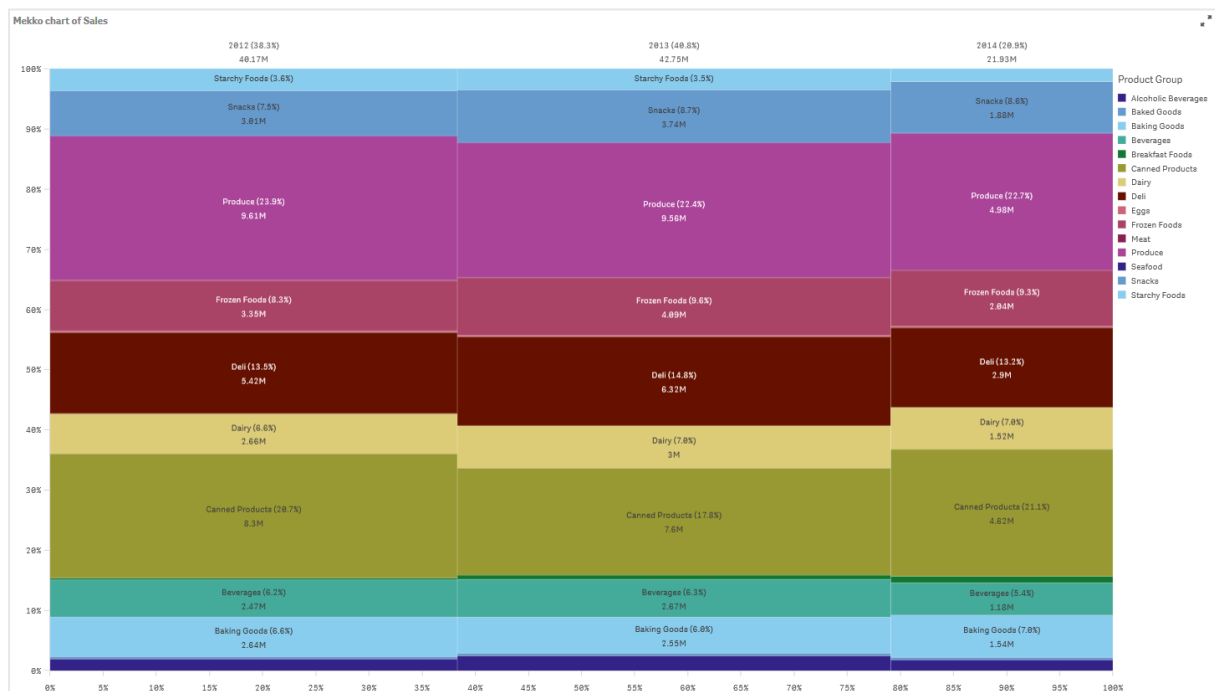 Mekko chart of Sales
2012 (38.3%)
40.17M
2013 (40.8%)
42.75M
2014 (20.9%)
21.93M
100%
90%
80%
70%
60%
50%
40%
30%
20%
10%
0%
Starchy Foods (3.6%)
Snacks (7.5%)
3.01M
Produce (23.9%)
9.61M
Frozen Foods (8.3%)
3.35M
Deli (13.5%)
5.42M
Dairy (6.6%)
2.66M
Canned Products (20.7%)
8.3M
Beverages (6.2%)
2.47M
Baking Goods (6.6%)
2.64M
Starchy Foods (3.5%)
Snacks (8.7%)
3.74M
Produce (22.4%)
9.56M
Frozen Foods (9.6%)
4.09M
Deli (14.8%)
6.32M
Dairy (7.0%)
3M
Canned Products (17.8%)
7.6M
Beverages (6.3%)
2.67M
Baking Goods (6.0%)
2.55M
Snacks (8.6%)
1.88M
Produce (22.7%)
4.98M
Frozen Foods (9.3%)
2.04M
Deli (13.2%)
2.9M
Dairy (7.0%)
1.52M
Canned Products (21.1%)
4.62M
Beverages (5.4%)
1.18M
Baking Goods (7.0%)
1.54M
0% 5% 10% 15% 20% 25% 30% 35% 40% 45% 50% 55% 60% 65% 70% 75% 80% 85% 90% 95% 100%
Product Group
Alcoholic Beverages
Baked Goods
Baking Goods
Beverages
Breakfast Foods
Canned Products
Dairy
Deli
Eggs
Frozen Foods
Meat
Produce
Seafood
Snacks
Starchy Foods